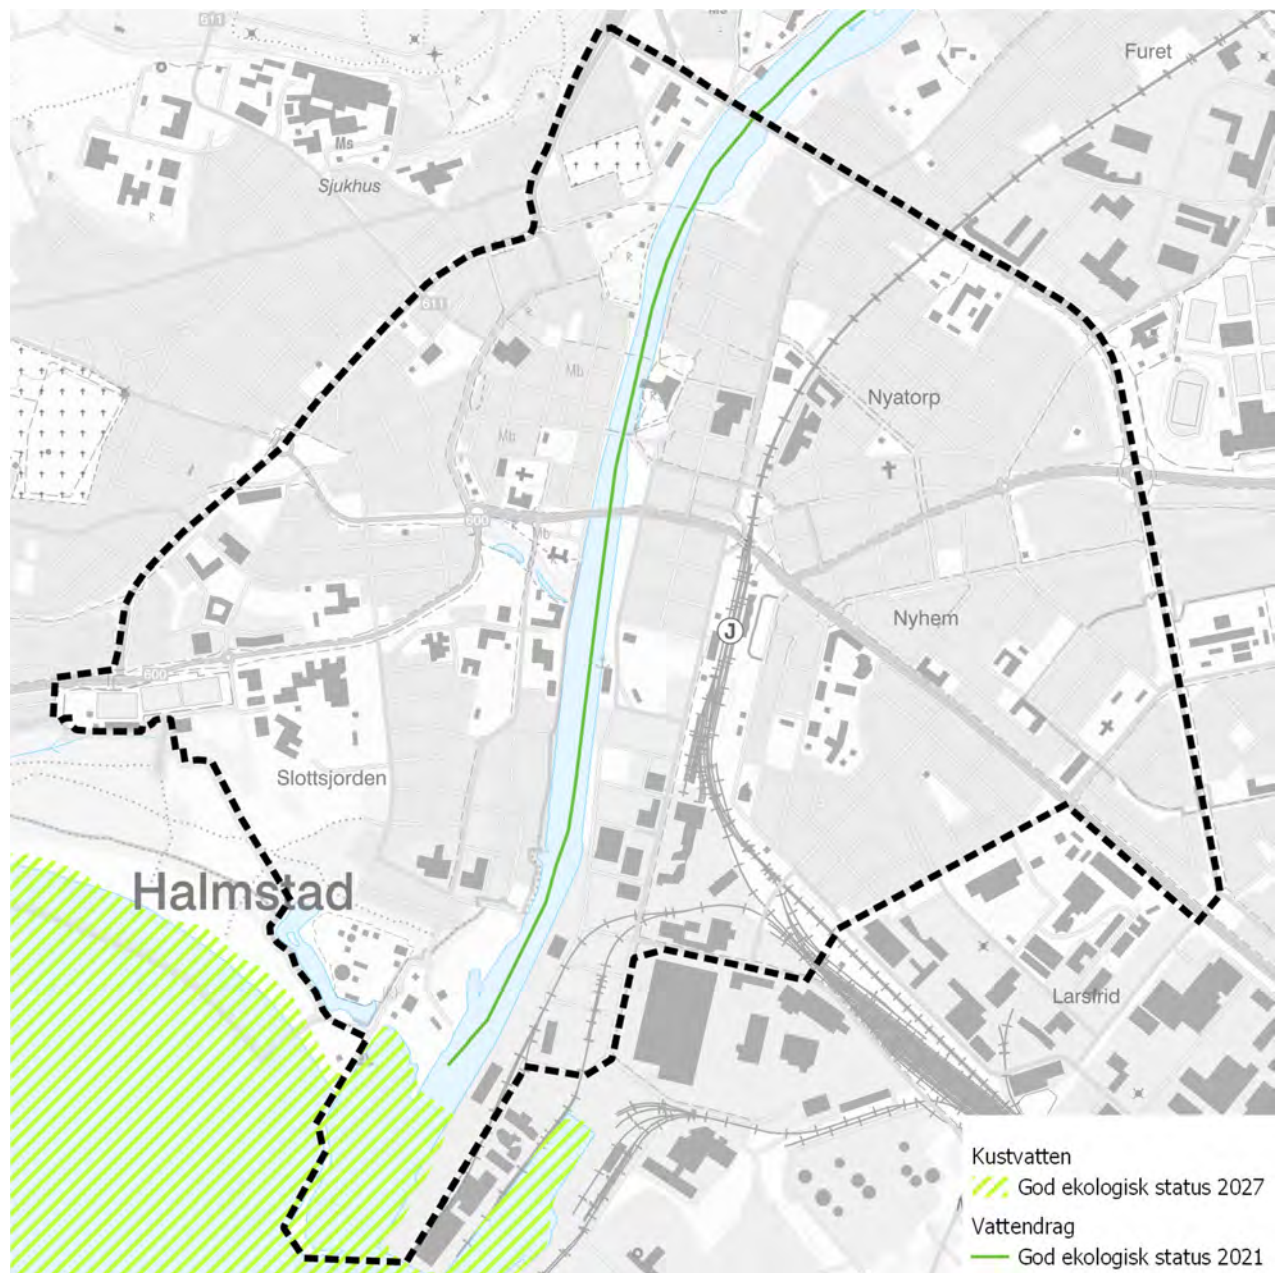 611
Ms
Furet
Ms
Sjukhus
R
R
R
R
611
R
Mb
R
Nyatorp
Mb
600
Mb
J
Nyhem
600
Slottsjorden
Halmstad
Larsfrid
Kustvatten
God ekologisk status 2027
Vattendrag
God ekologisk status 2021